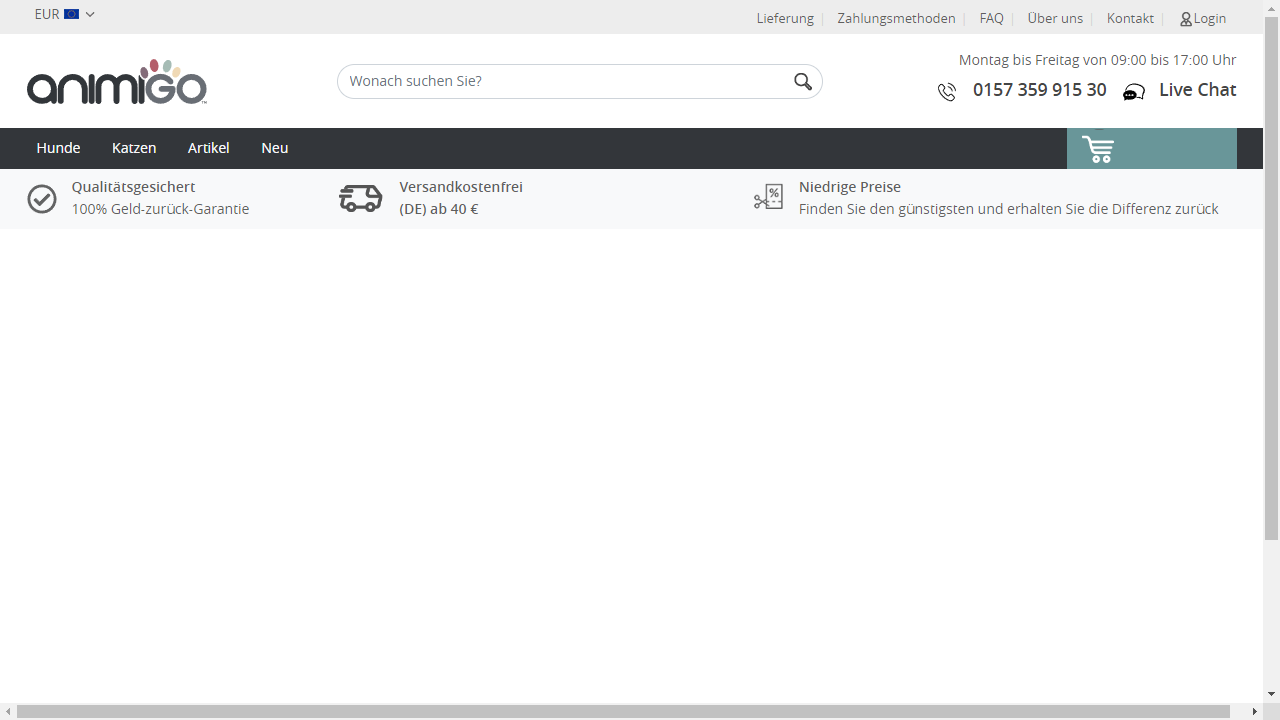 EUR
Lieferung
Zahlungsmethoden
FAQ
Über uns
Kontakt
Login
animigo™
Wonach suchen Sie?
Montag bis Freitag von 09:00 bis 17:00 Uhr
0157 359 915 30
Live Chat
Hunde
Katzen
Artikel
Neu
Qualitätsgesichert
100% Geld-zurück-Garantie
Versandkostenfrei
(DE) ab 40 €
Niedrige Preise
Finden Sie den günstigsten und erhalten Sie die Differenz zurück